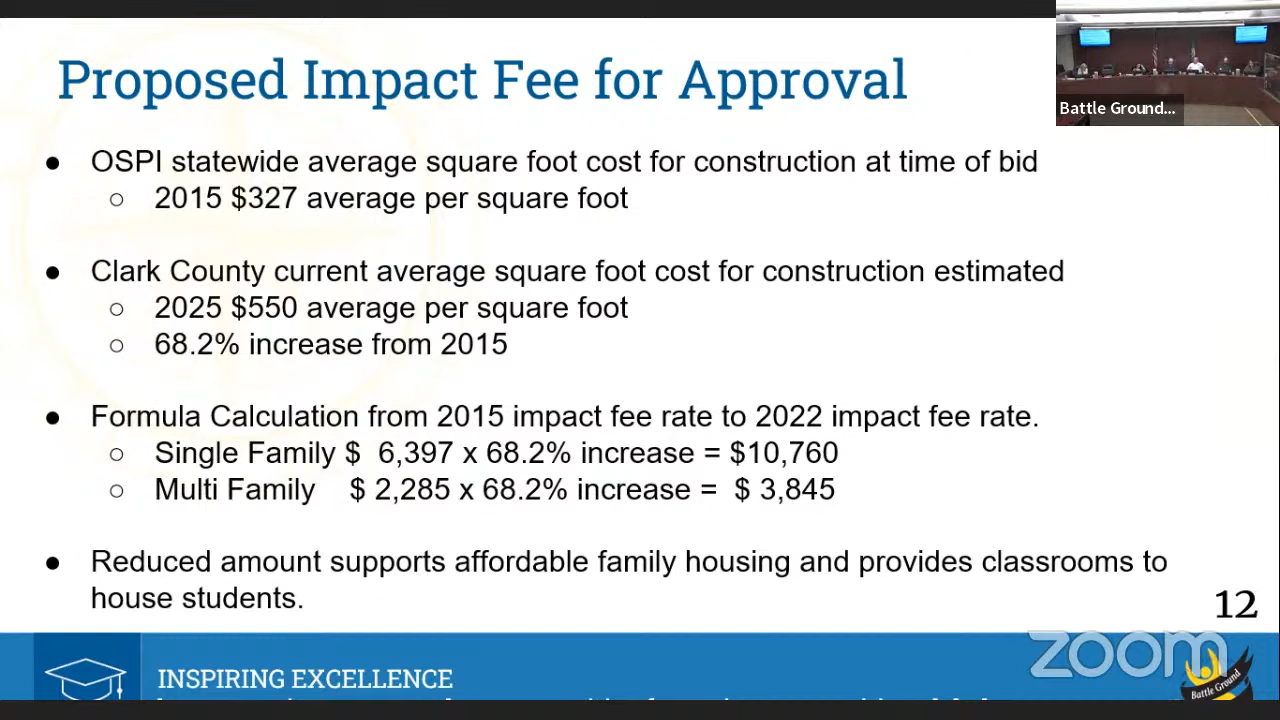 Proposed Impact Fee for Approval
Battle Ground...
● OSPI statewide average square foot cost for construction at time of bid
○ 2015 $327 average per square foot
● Clark County current average square foot cost for construction estimated
○ 2025 $550 average per square foot
○ 68.2% increase from 2015
● Formula Calculation from 2015 impact fee rate to 2022 impact fee rate.
○ Single Family $ 6,397 x 68.2% increase = $10,760
○ Multi Family $ 2,285 x 68.2% increase = $ 3,845
● Reduced amount supports affordable family housing and provides classrooms to
house students.
12
zoom
INSPIRING EXCELLENCE
Battle Ground